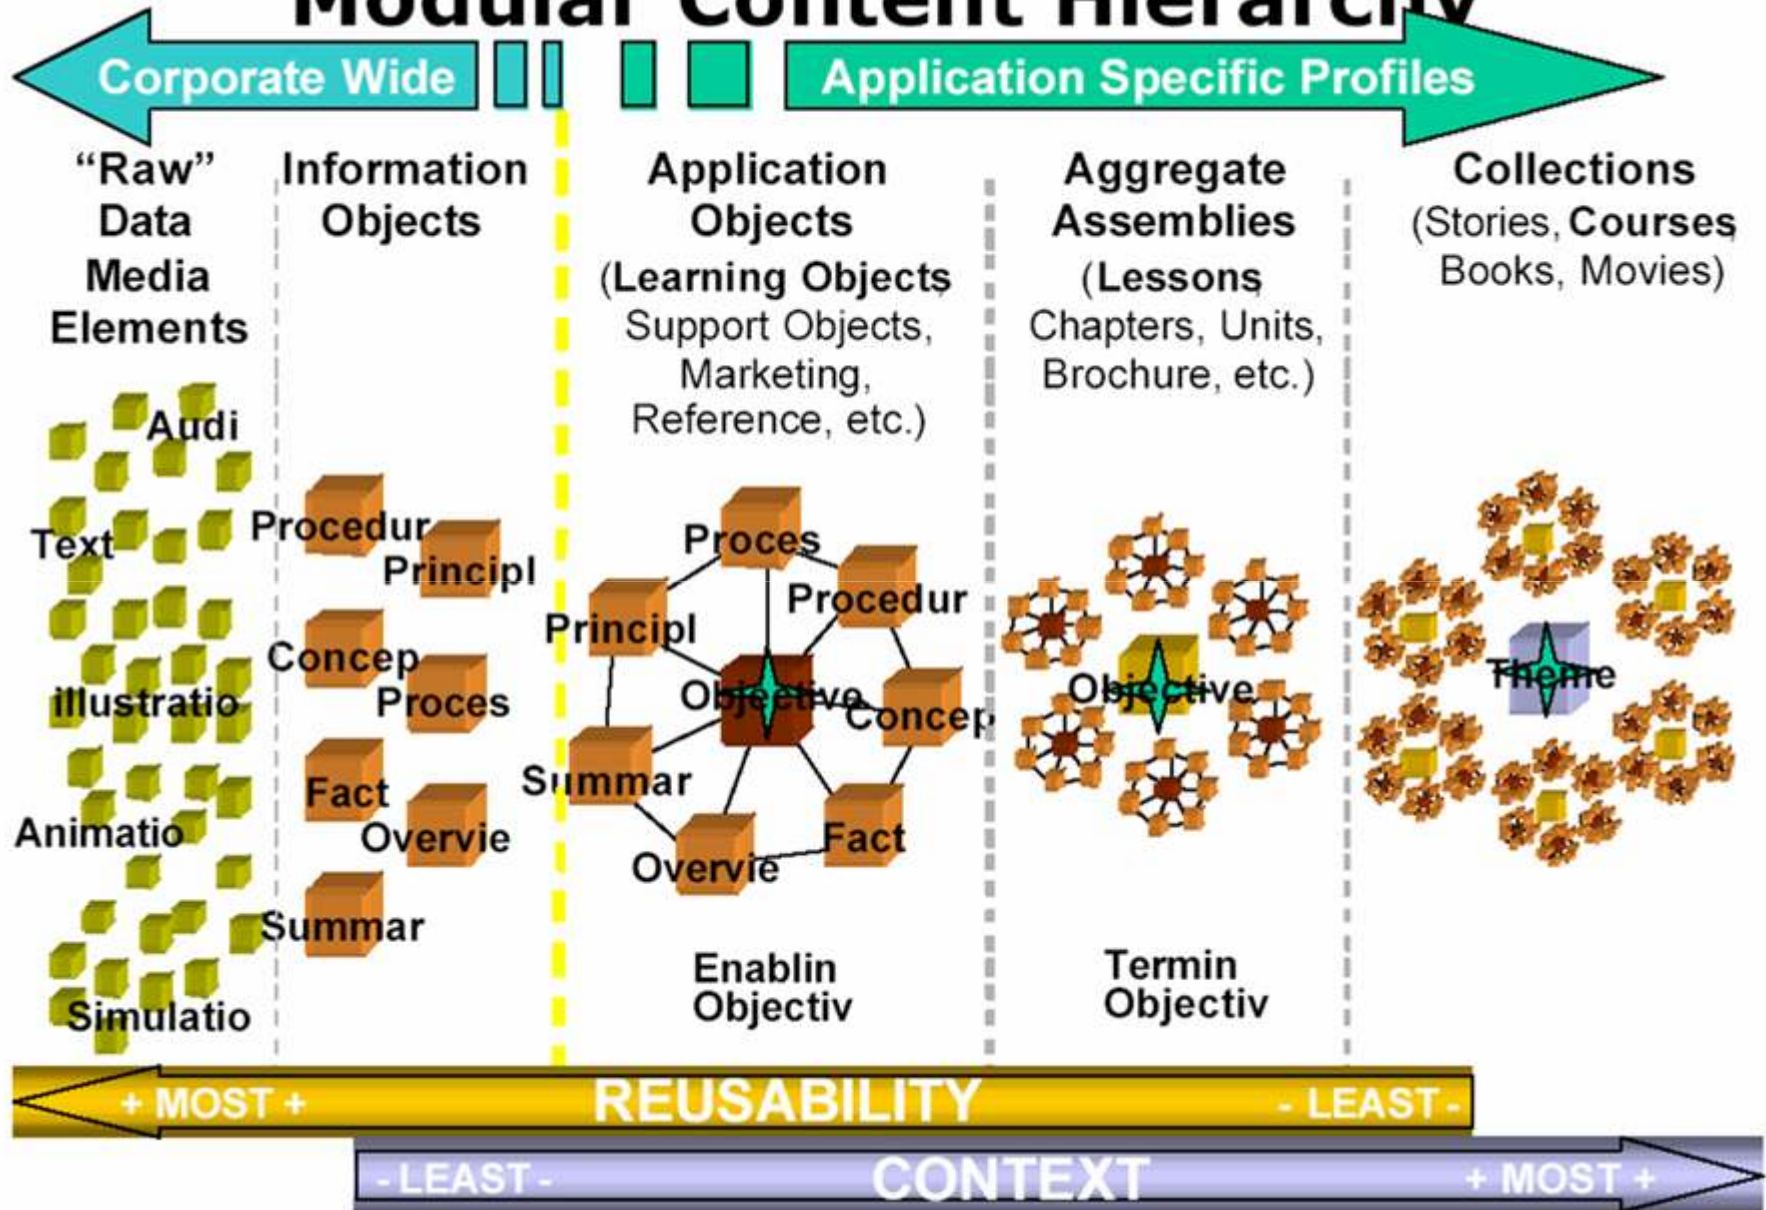 Modular Content Hierarchy
Corporate Wide
Application Specific Profiles
“Raw”
Data
Media
Elements
Information
Objects
Application
Objects
(Learning Objects,
Support Objects,
Marketing,
Reference, etc.)
Aggregate
Assemblies
(Lessons,
Chapters, Units,
Brochure, etc.)
Collections
(Stories, Courses,
Books, Movies)
Audi
Text
illustratio
Animatio
Simulatio
Procedur
Principl
Concep
Proces
Fact
Overvie
Summar
Proces
Procedur
Principl
Objective
Concep
Summar
Fact
Overvie
Enablin
Objectiv
Objective
Termin
Objectiv
Theme
+ MOST +
REUSABILITY
- LEAST -
- LEAST -
CONTEXT
+ MOST +